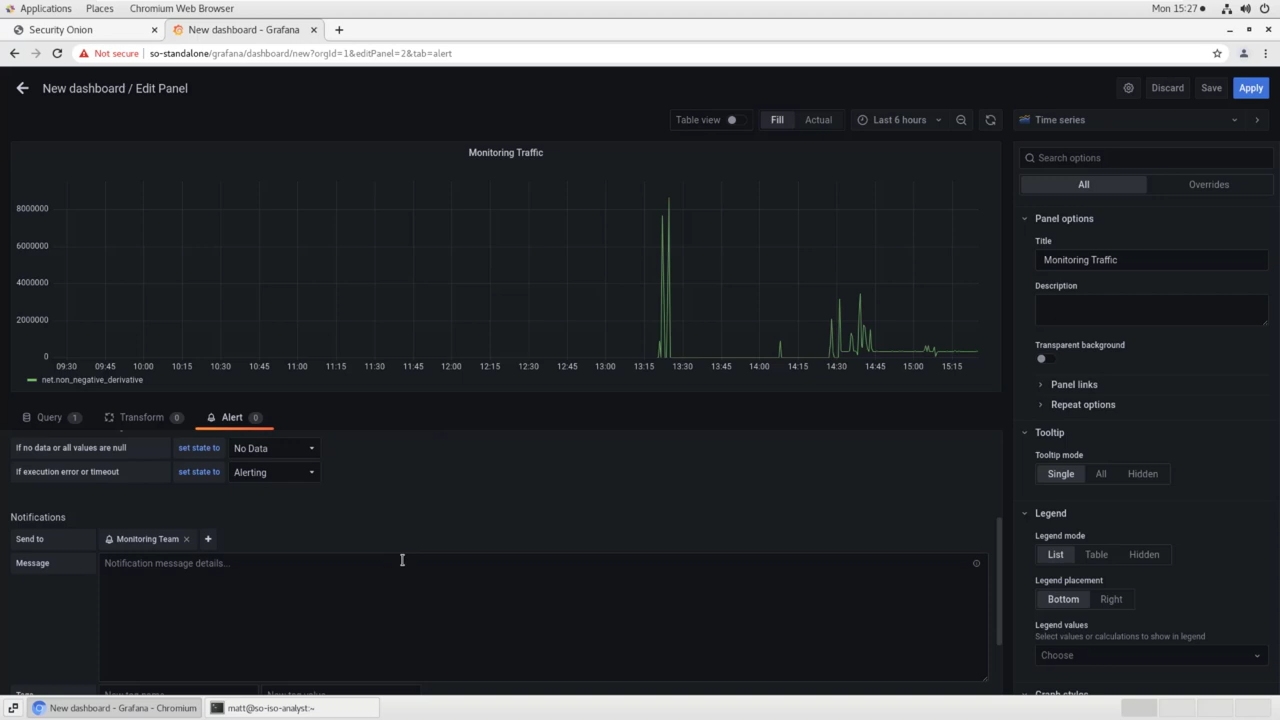 Applications Places Chromium Web Browser Mon 15:27
Security Onion × New dashboard - Grafana × +
Not secure so-standalone/grafana/dashboard/new?orgId=1&editPanel=2&tab=alert
New dashboard / Edit Panel Discard Save Apply
Table view Fill Actual Last 6 hours Time series
Monitoring Traffic
8000000
6000000
4000000
2000000
0
09:30 09:45 10:00 10:15 10:30 10:45 11:00 11:15 11:30 11:45 12:00 12:15 12:30 12:45 13:00 13:15 13:30 13:45 14:00 14:15 14:30 14:45 15:00 15:15
net.non_negative_derivative
Query 1 Transform 0 Alert 0
If no data or all values are null set state to No Data
If execution error or timeout set state to Alerting
Notifications
Send to Monitoring Team × +
Message Notification message details...
Tags New tag name... New tag value...
Search options
All Overrides
Panel options
Title
Monitoring Traffic
Description
Transparent background
Panel links
Repeat options
Tooltip
Tooltip mode
Single All Hidden
Legend
Legend mode
List Table Hidden
Legend placement
Bottom Right
Legend values
Select values or calculations to show in legend
Choose
Graph styles
New dashboard - Grafana - Chromium matt@so-iso-analyst:~